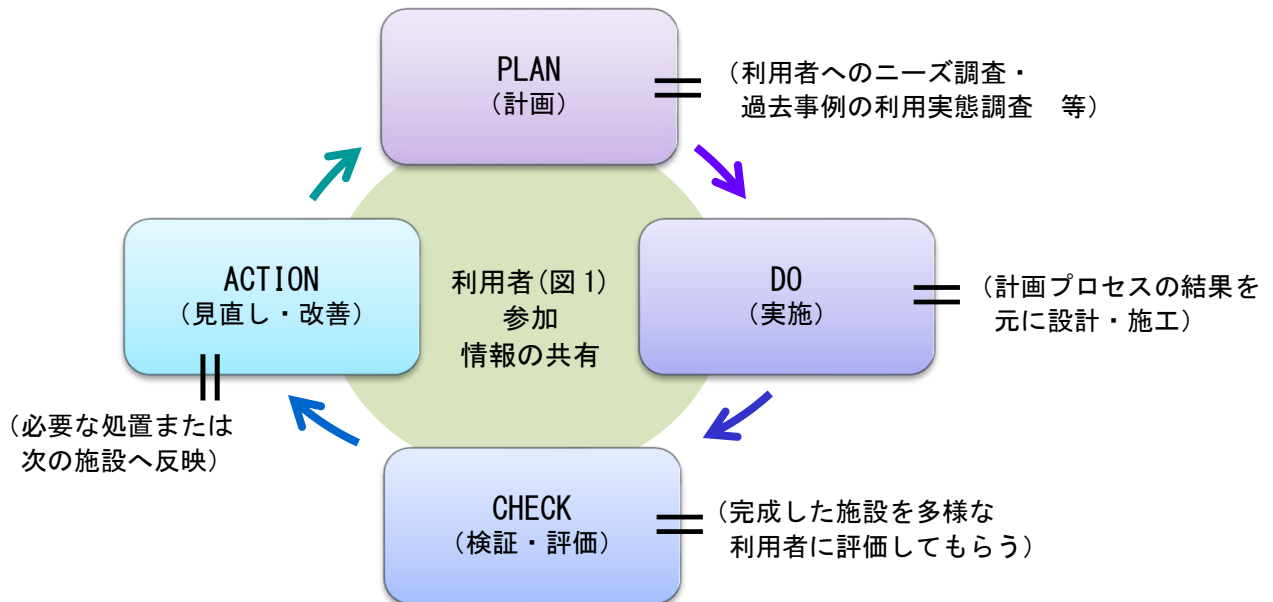 PLAN
(計画)
(利用者へのニーズ調査・
過去事例の利用実態調査　等)
ACTION
(見直し・改善)
利用者(図1)
参加
情報の共有
DO
(実施)
(計画プロセスの結果を
元に設計・施工)
(必要な処置または
次の施設へ反映)
CHECK
(検証・評価)
(完成した施設を多様な
利用者に評価してもらう)